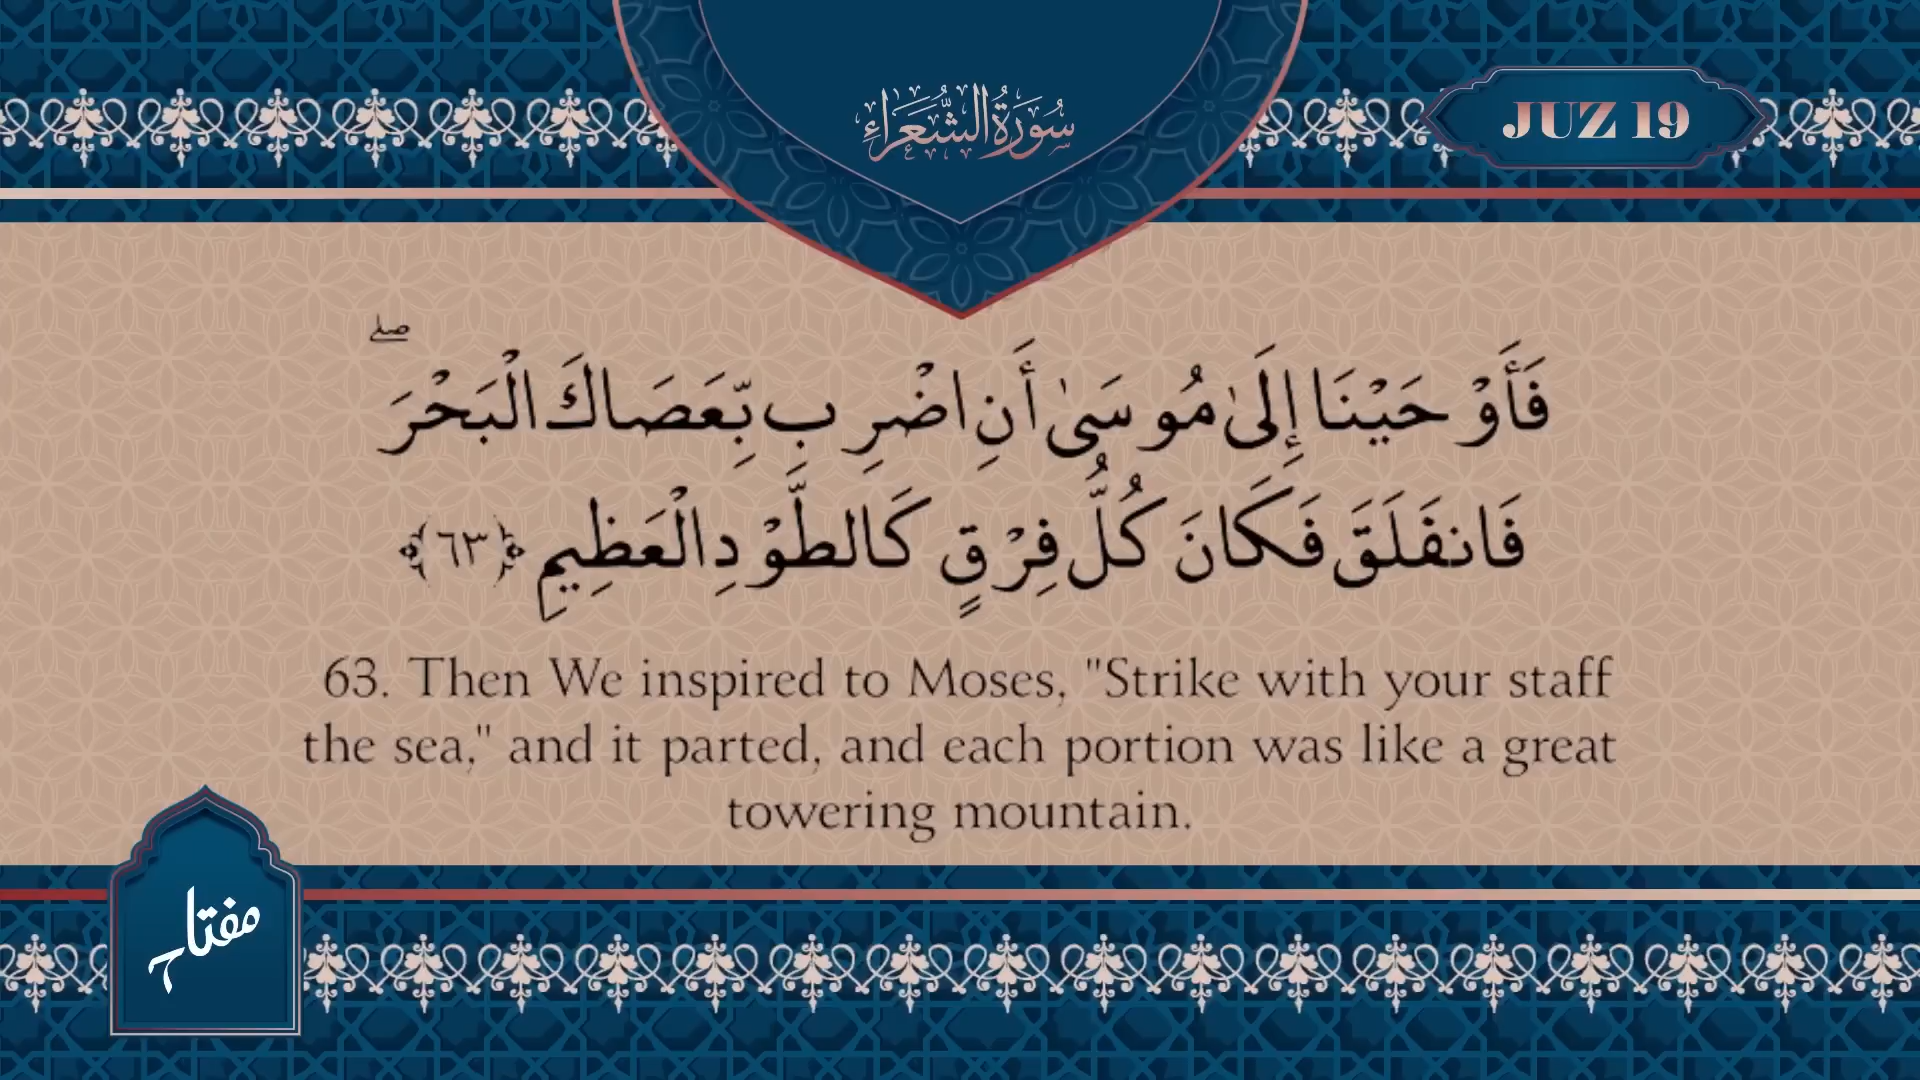 سُورَةُ الشُّعَرَاءِ
JUZ 19
فَأَوْحَيْنَا إِلَىٰ مُوسَىٰ أَنِ اضْرِب بِّعَصَاكَ الْبَحْرَ ۖ
فَانفَلَقَ فَكَانَ كُلُّ فِرْقٍ كَالطَّوْدِ الْعَظِيمِ ﴿٦٣﴾
63. Then We inspired to Moses, "Strike with your staff
the sea," and it parted, and each portion was like a great
towering mountain.
مفتاح